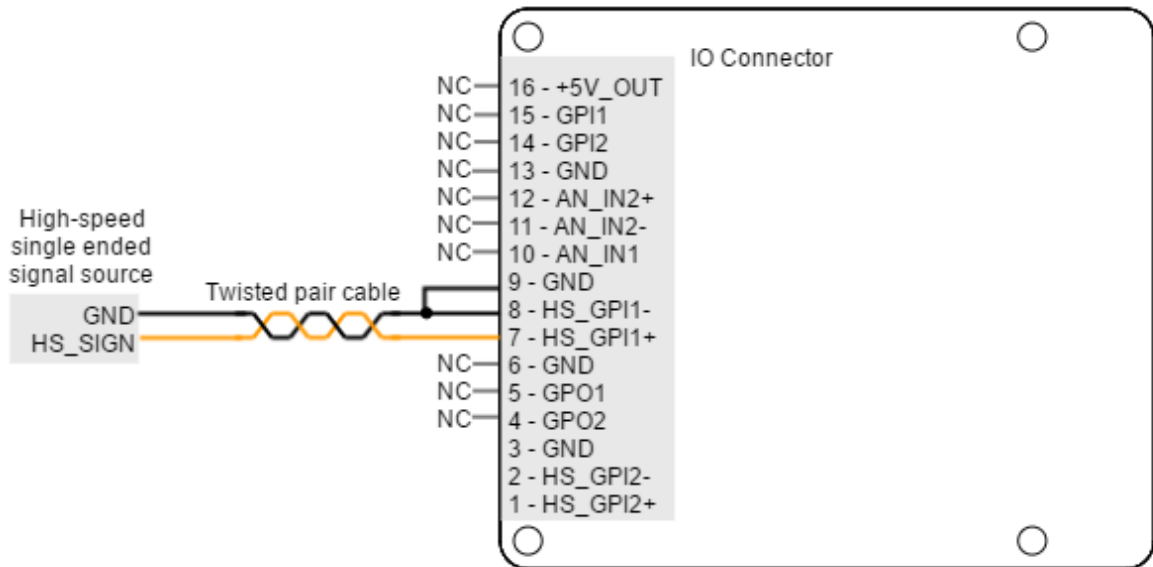 IO Connector
NC 16 - +5V_OUT
NC 15 - GPI1
NC 14 - GPI2
NC 13 - GND
NC 12 - AN_IN2+
NC 11 - AN_IN2-
NC 10 - AN_IN1
9 - GND
8 - HS_GPI1-
7 - HS_GPI1+
NC 6 - GND
NC 5 - GPO1
NC 4 - GPO2
3 - GND
2 - HS_GPI2-
1 - HS_GPI2+
High-speed
single ended
signal source
GND
HS_SIGN
Twisted pair cable